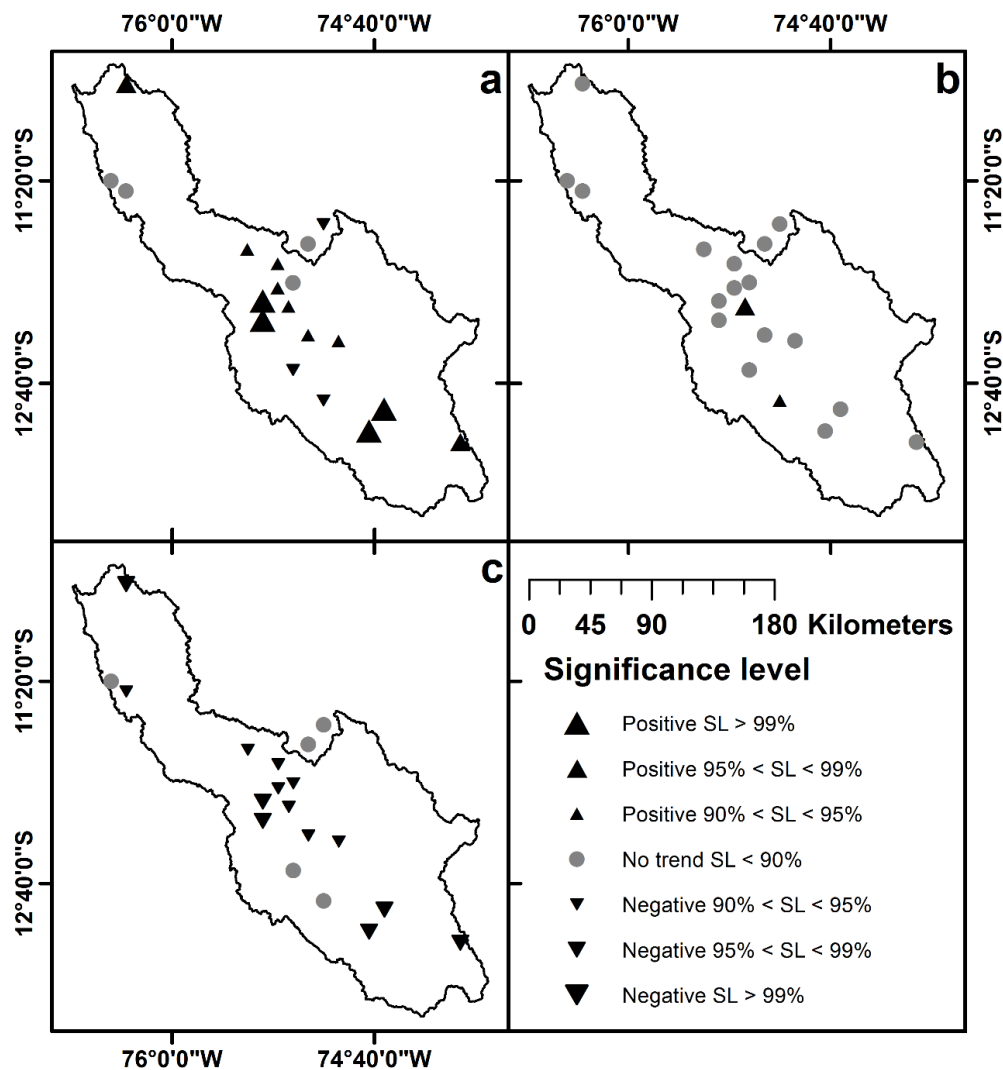 76°0'0"W 74°40'0"W 76°0'0"W 74°40'0"W
a
b
11°20'0"S
11°20'0"S
12°40'0"S
12°40'0"S
c
0 45 90 180 Kilometers
11°20'0"S
Significance level
Positive SL > 99%
Positive 95% < SL < 99%
Positive 90% < SL < 95%
No trend SL < 90%
12°40'0"S
Negative 90% < SL < 95%
Negative 95% < SL < 99%
Negative SL > 99%
76°0'0"W 74°40'0"W